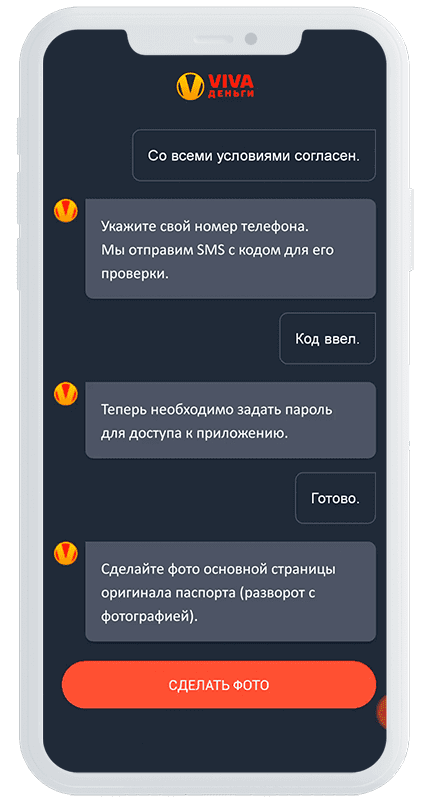 VIVA
ДЕНЬГИ
Со всеми условиями согласен.
Укажите свой номер телефона.
Мы отправим SMS с кодом для его
проверки.
Код ввел.
Теперь необходимо задать пароль
для доступа к приложению.
Готово.
Сделайте фото основной страницы
оригинала паспорта (разворот с
фотографией).
СДЕЛАТЬ ФОТО